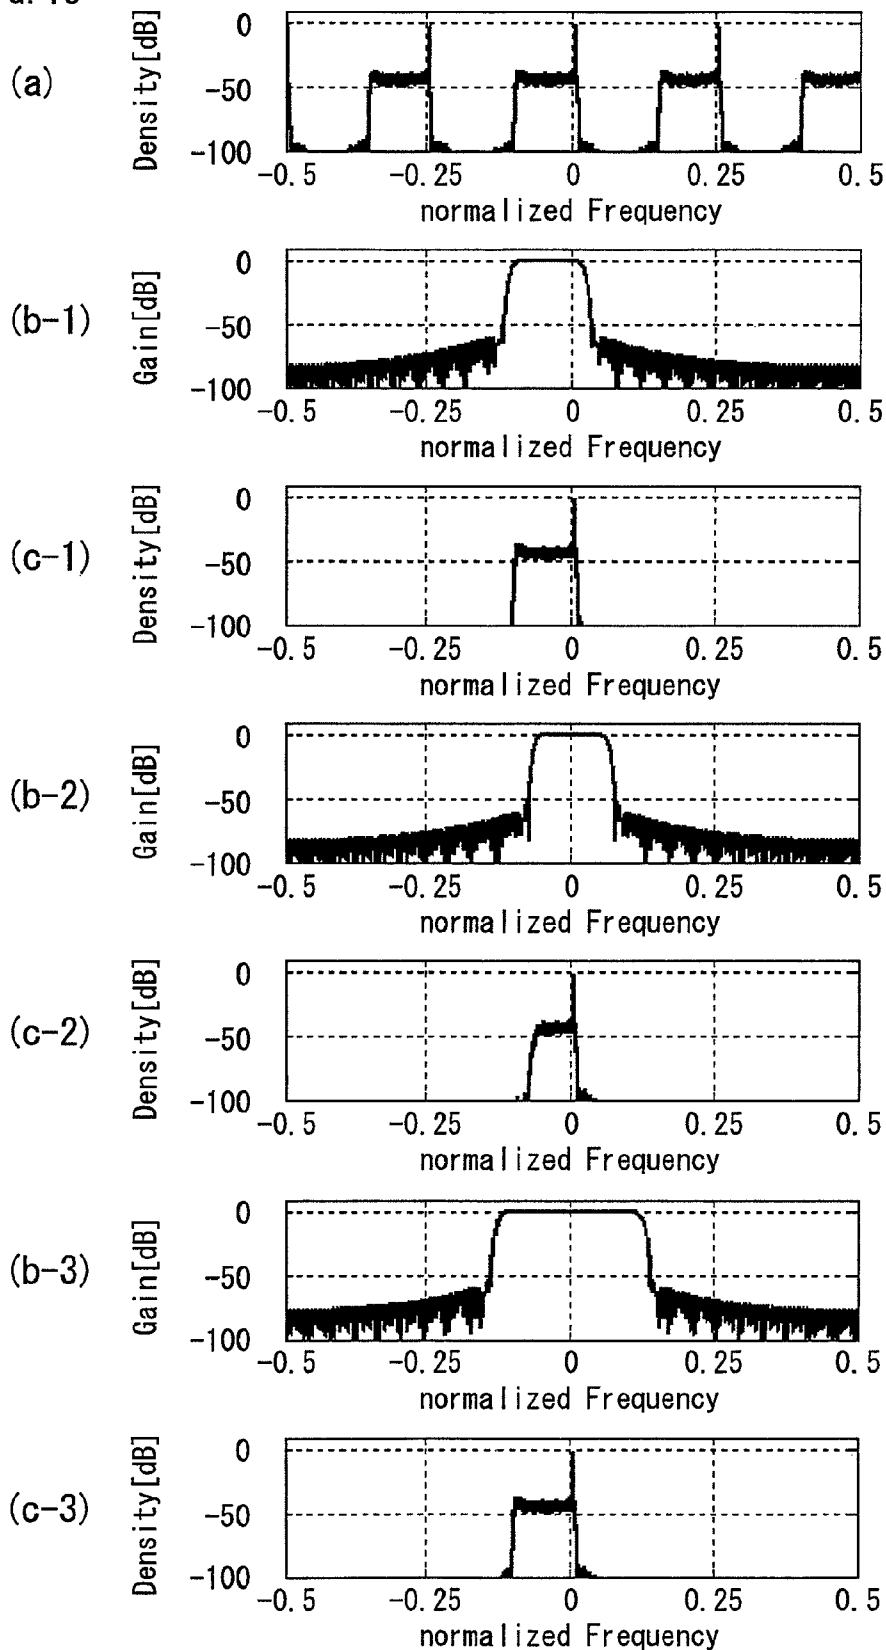 (a)
Density[dB]
0
-50
-100
-0.5 -0.25 0 0.25 0.5
normalized Frequency
(b-1)
Gain[dB]
0
-50
-100
-0.5 -0.25 0 0.25 0.5
normalized Frequency
(c-1)
Density[dB]
0
-50
-100
-0.5 -0.25 0 0.25 0.5
normalized Frequency
(b-2)
Gain[dB]
0
-50
-100
-0.5 -0.25 0 0.25 0.5
normalized Frequency
(c-2)
Density[dB]
0
-50
-100
-0.5 -0.25 0 0.25 0.5
normalized Frequency
(b-3)
Gain[dB]
0
-50
-100
-0.5 -0.25 0 0.25 0.5
normalized Frequency
(c-3)
Density[dB]
0
-50
-100
-0.5 -0.25 0 0.25 0.5
normalized Frequency